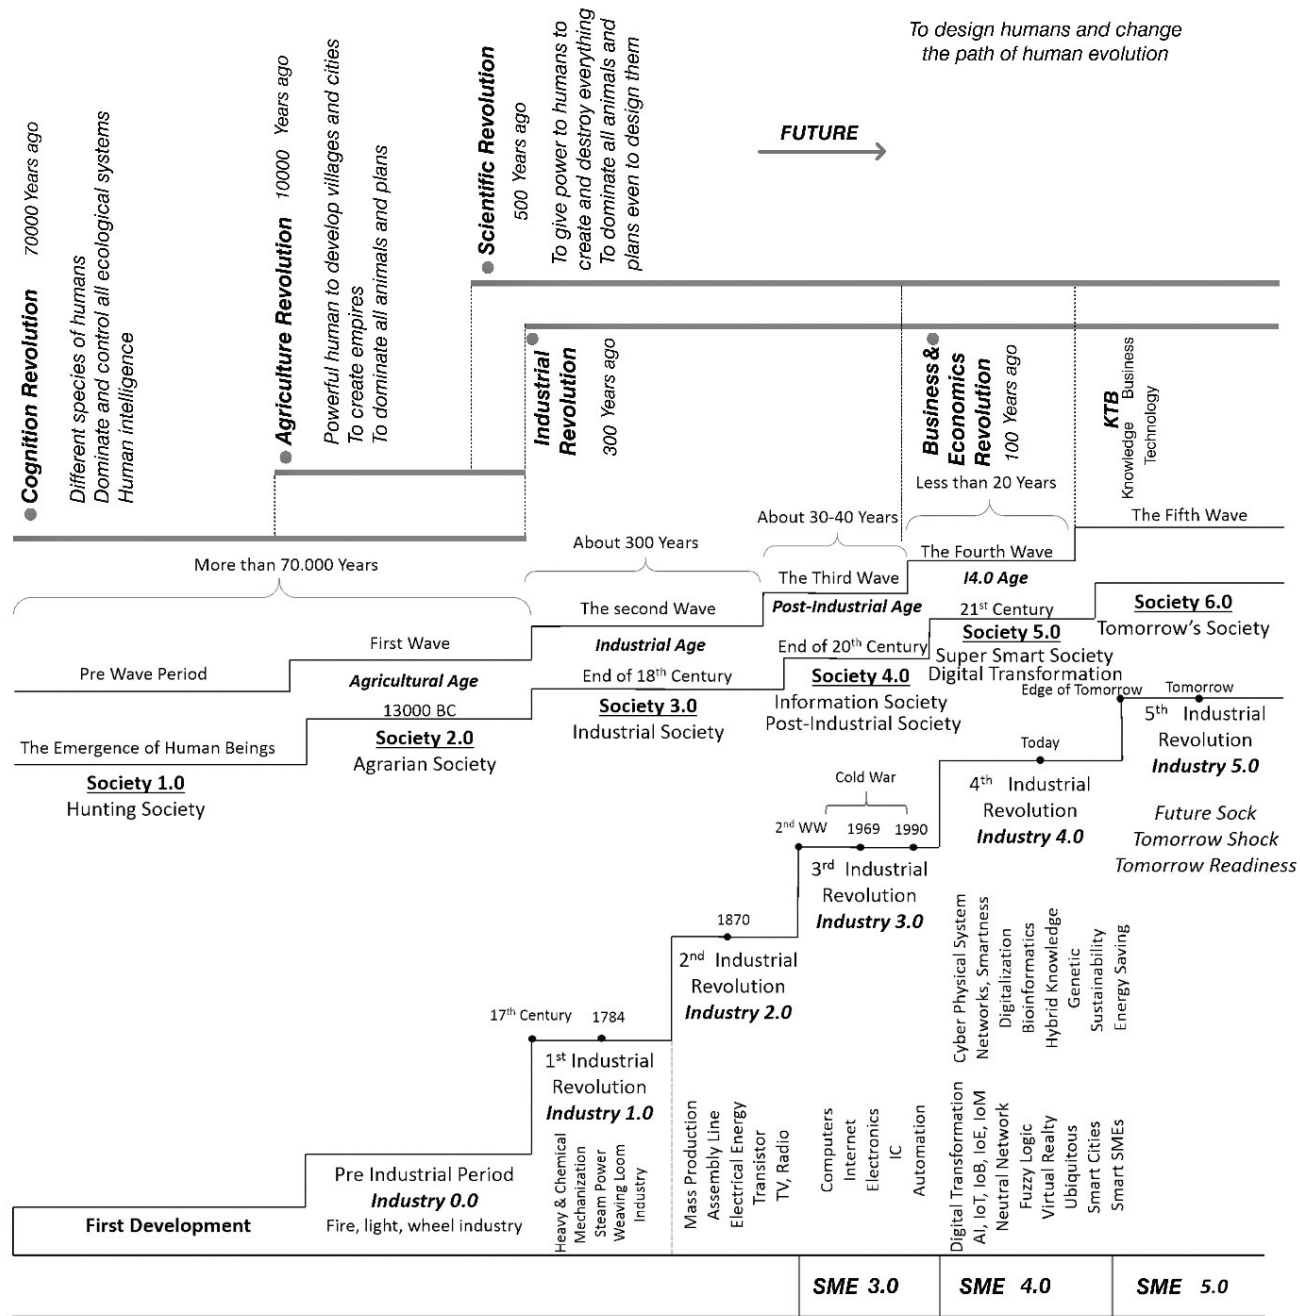 To design humans and change
the path of human evolution
FUTURE
Cognition Revolution 70000 Years ago
Different species of humans
Dominate and control all ecological systems
Human intelligence
Agriculture Revolution 10000 Years ago
Powerful human to develop villages and cities
To create empires
To dominate all animals and plans
Scientific Revolution
500 Years ago
To give power to humans to
create and destroy everything
To dominate all animals and
plans even to design them
Industrial
Revolution
300 Years ago
Business &
Economics
Revolution
100 Years ago
KTB
Knowledge Business
Technology
More than 70.000 Years
About 300 Years
About 30-40 Years
Less than 20 Years
Pre Wave Period
First Wave
Agricultural Age
The second Wave
Industrial Age
The Third Wave
Post-Industrial Age
The Fourth Wave
I4.0 Age
The Fifth Wave
The Emergence of Human Beings
Society 1.0
Hunting Society
13000 BC
Society 2.0
Agrarian Society
End of 18th Century
Society 3.0
Industrial Society
End of 20th Century
Society 4.0
Information Society
Post-Industrial Society
21st Century
Society 5.0
Super Smart Society
Digital Transformation
Society 6.0
Tomorrow's Society
First Development
Pre Industrial Period
Industry 0.0
Fire, light, wheel industry
17th Century
1784
1st Industrial
Revolution
Industry 1.0
Heavy & Chemical
Mechanization
Steam Power
Weaving Loom
Industry
1870
2nd Industrial
Revolution
Industry 2.0
Mass Production
Assembly Line
Electrical Energy
Transistor
TV, Radio
Cold War
2nd WW
1969
1990
3rd Industrial
Revolution
Industry 3.0
Computers
Internet
Electronics
IC
Automation
Today
4th Industrial
Revolution
Industry 4.0
Cyber Physical System
Networks, Smartness
Digitalization
Bioinformatics
Hybrid Knowledge
Genetic
Sustainability
Energy Saving
Digital Transformation
AI, IoT, IoB, IoE, IoM
Neutral Network
Fuzzy Logic
Virtual Realty
Ubiquitous
Smart Cities
Smart SMEs
Edge of Tomorrow
Tomorrow
5th Industrial
Revolution
Industry 5.0
Future Sock
Tomorrow Shock
Tomorrow Readiness
SME 3.0
SME 4.0
SME 5.0